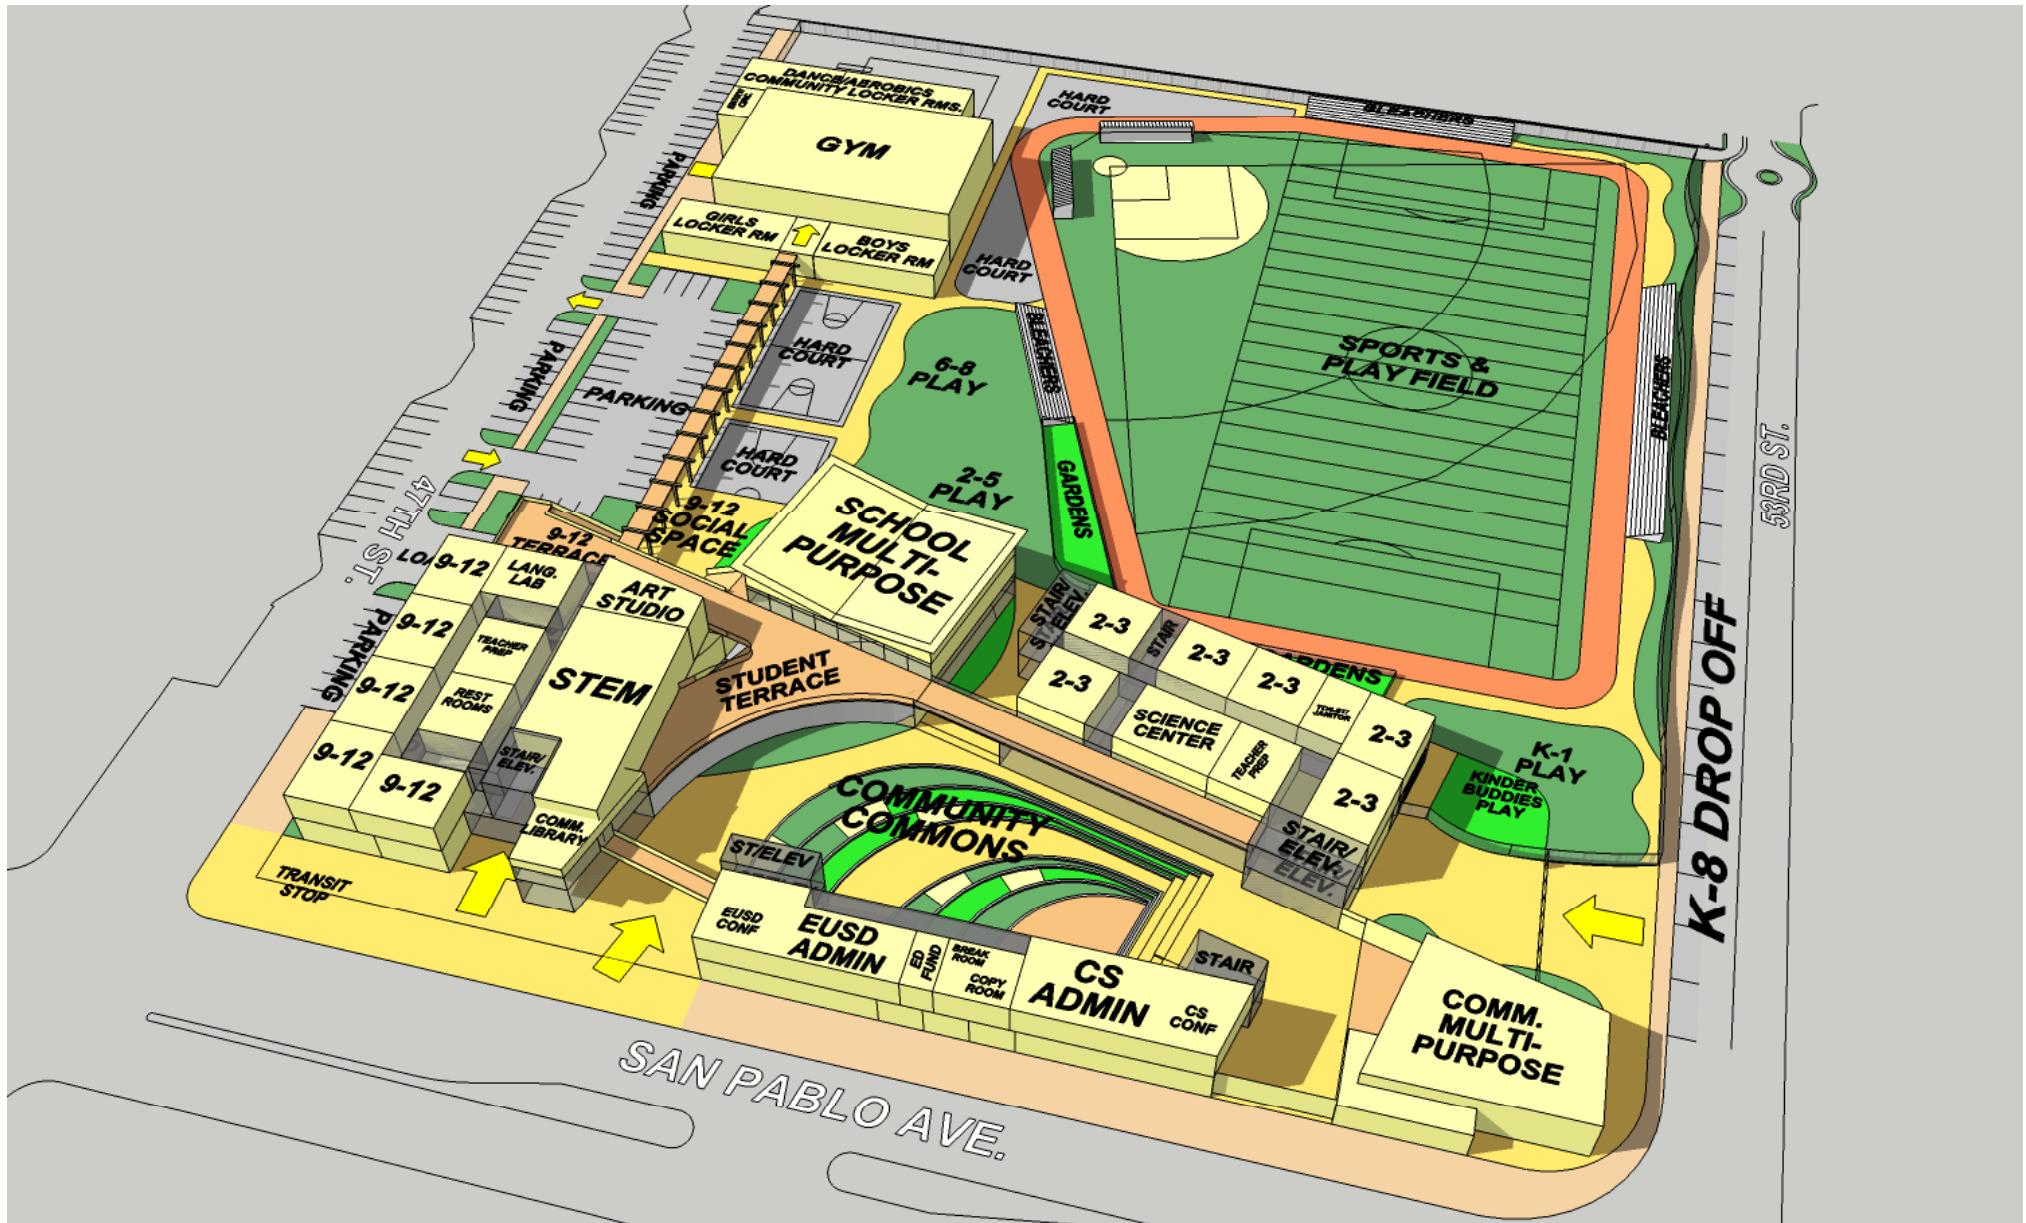 DANCE/AEROBICS
COMMUNITY LOCKER RMS.
GYM
HARD
COURT
BLEACHERS
PARKING
GIRLS
LOCKER RM
BOYS
LOCKER RM
HARD
COURT
HARD
COURT
BLEACHERS
SPORTS &
PLAY FIELD
BLEACHERS
6-8
PLAY
PARKING
PARKING
HARD
COURT
2-5
PLAY
GARDENS
53RD ST.
47TH ST.
9-12
SOCIAL
SPACE
9-12
TERRACE
SCHOOL
MULTI-
PURPOSE
9-12
LANG.
LAB
ART
STUDIO
STAIR/
ELEV.
2-3
STAIR
2-3
GARDENS
9-12
TEACHER
PREP
STEM
STUDENT
TERRACE
2-3
2-3
TOILET/
JANITOR
PARKING
9-12
REST
ROOMS
SCIENCE
CENTER
TEACHER
PREP
2-3
K-1
PLAY
KINDER
BUDDIES
PLAY
K-8 DROP OFF
9-12
9-12
STAIR/
ELEV.
COMM.
LIBRARY
COMMUNITY
COMMONS
2-3
STAIR/
ELEV.
ELEV.
TRANSIT
STOP
ST/ELEV
EUSD
CONF
EUSD
ADMIN
ED
FUND
BREAK
ROOM
COPY
ROOM
CS
ADMIN
CS
CONF
STAIR
COMM.
MULTI-
PURPOSE
SAN PABLO AVE.